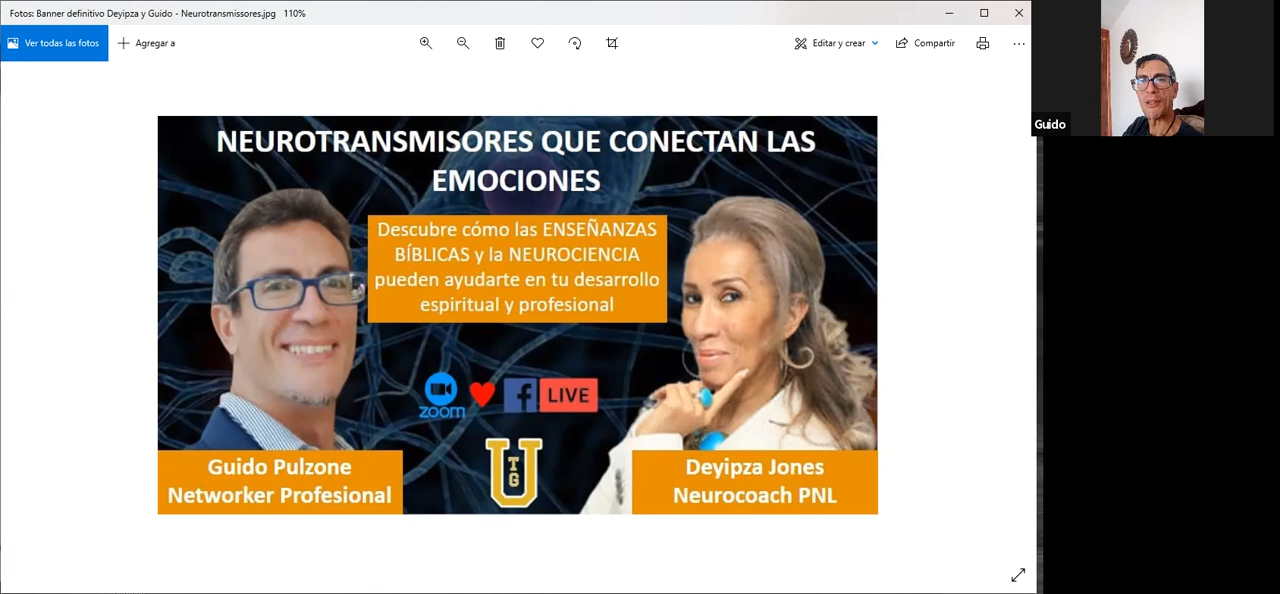 Fotos: Banner definitivo Deyipza y Guido - Neurotransmissores.jpg 110%
Ver todas las fotos
Agregar a
Editar y crear
Compartir
Guido
NEUROTRANSMISORES QUE CONECTAN LAS
EMOCIONES
Descubre cómo las ENSEÑANZAS
BÍBLICAS y la NEUROCIENCIA
pueden ayudarte en tu desarrollo
espiritual y profesional
zoom
f LIVE
U
T
G
Guido Pulzone
Networker Profesional
Deyipza Jones
Neurocoach PNL